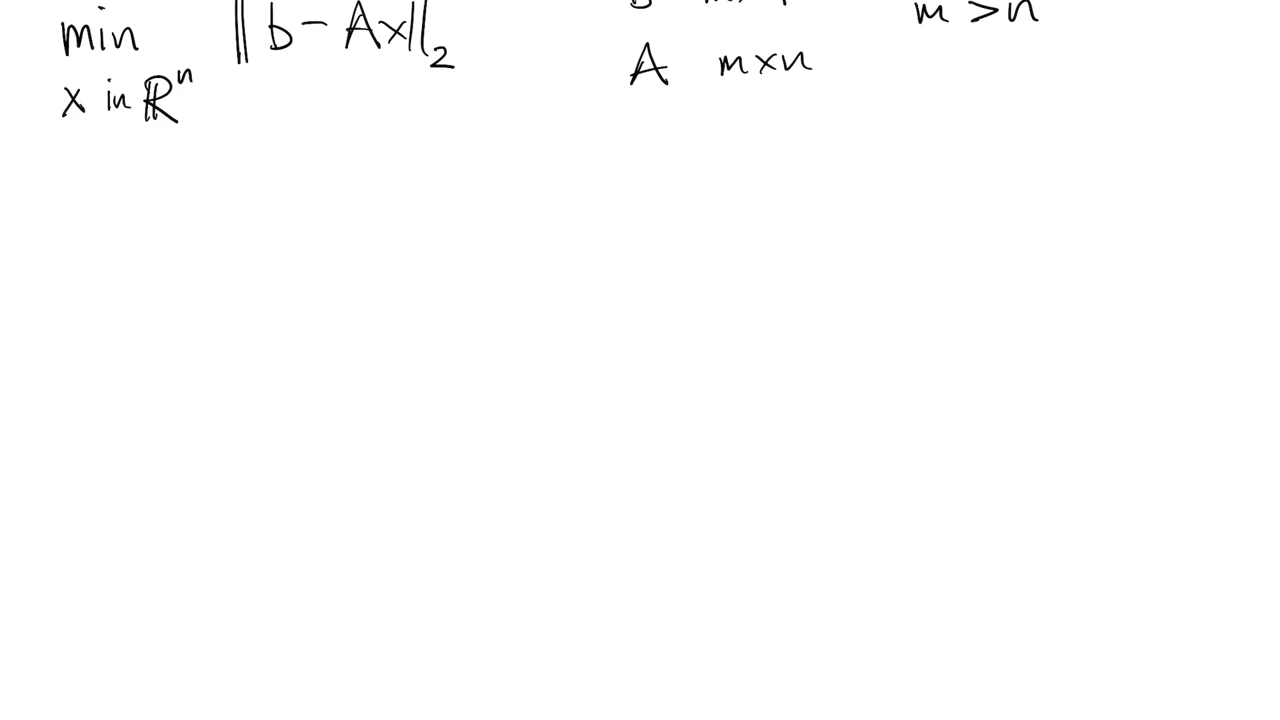 min ‖b - Ax‖₂
x in ℝⁿ
m > n
A m×n